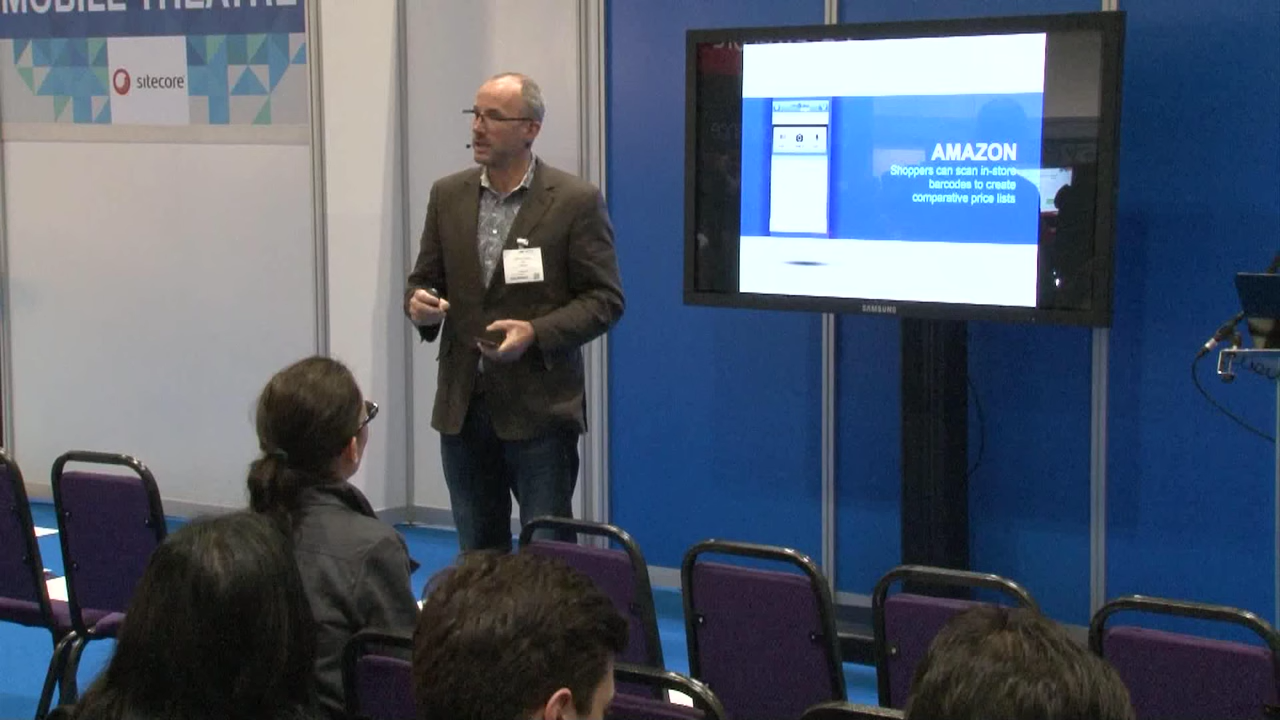 MOBILE THEATRE
sitecore
AMAZON
Shoppers can scan in-store
barcodes to create
comparative price lists
SAMSUNG